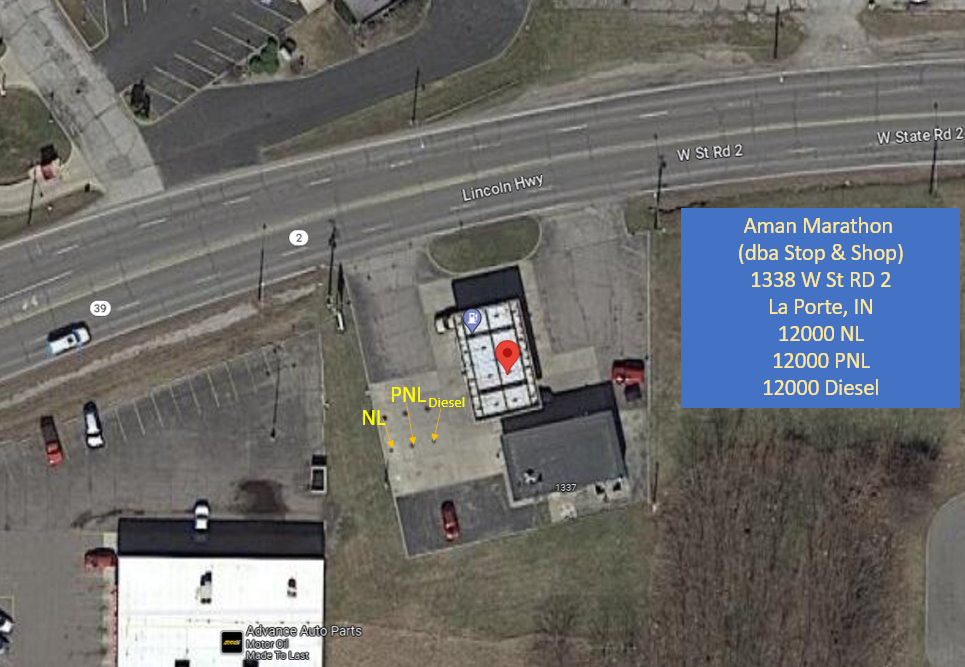 W State Rd 2
W St Rd 2
Lincoln Hwy
2
39
Aman Marathon
(dba Stop & Shop)
1338 W St RD 2
La Porte, IN
12000 NL
12000 PNL
12000 Diesel
PNL
Diesel
NL
1337
Advance Auto Parts
Motor Oil
Made To Last